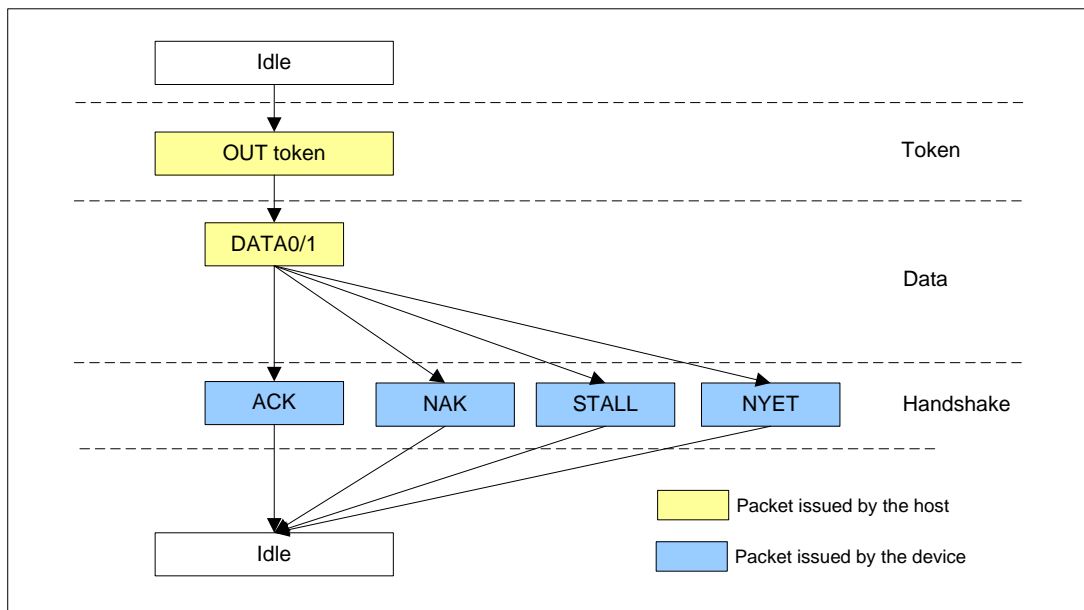 Idle
OUT token
Token
DATA0/1
Data
ACK
NAK
STALL
NYET
Handshake
Packet issued by the host
Idle
Packet issued by the device